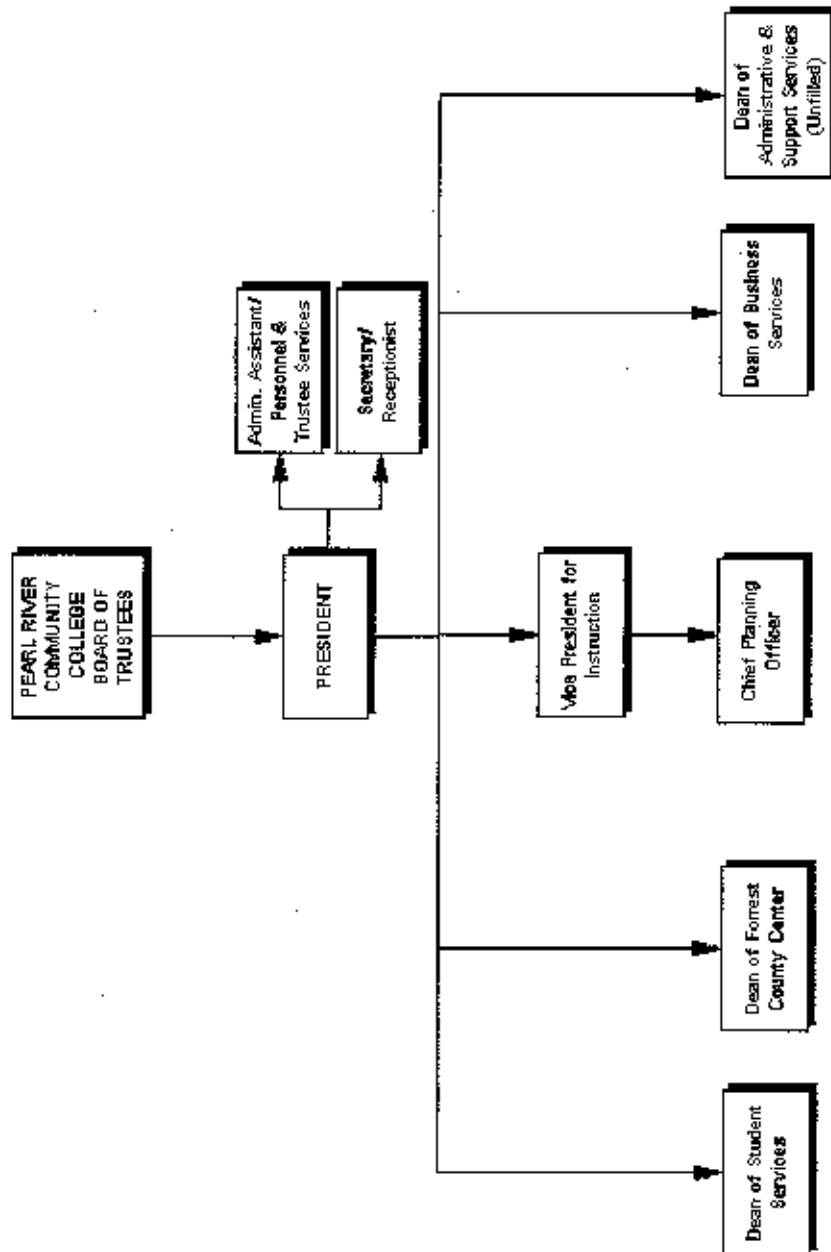 PEARL RIVER
COMMUNITY
COLLEGE
BOARD OF
TRUSTEES
PRESIDENT
Admin. Assistant/
Personnel &
Trustee Services
Secretary/
Receptionist
Vice President for
Instruction
Dean of Student
Services
Dean of Forrest
County Center
Chief Planning
Officer
Dean of Business
Services
Dean of
Administrative &
Support Services
(Unfilled)